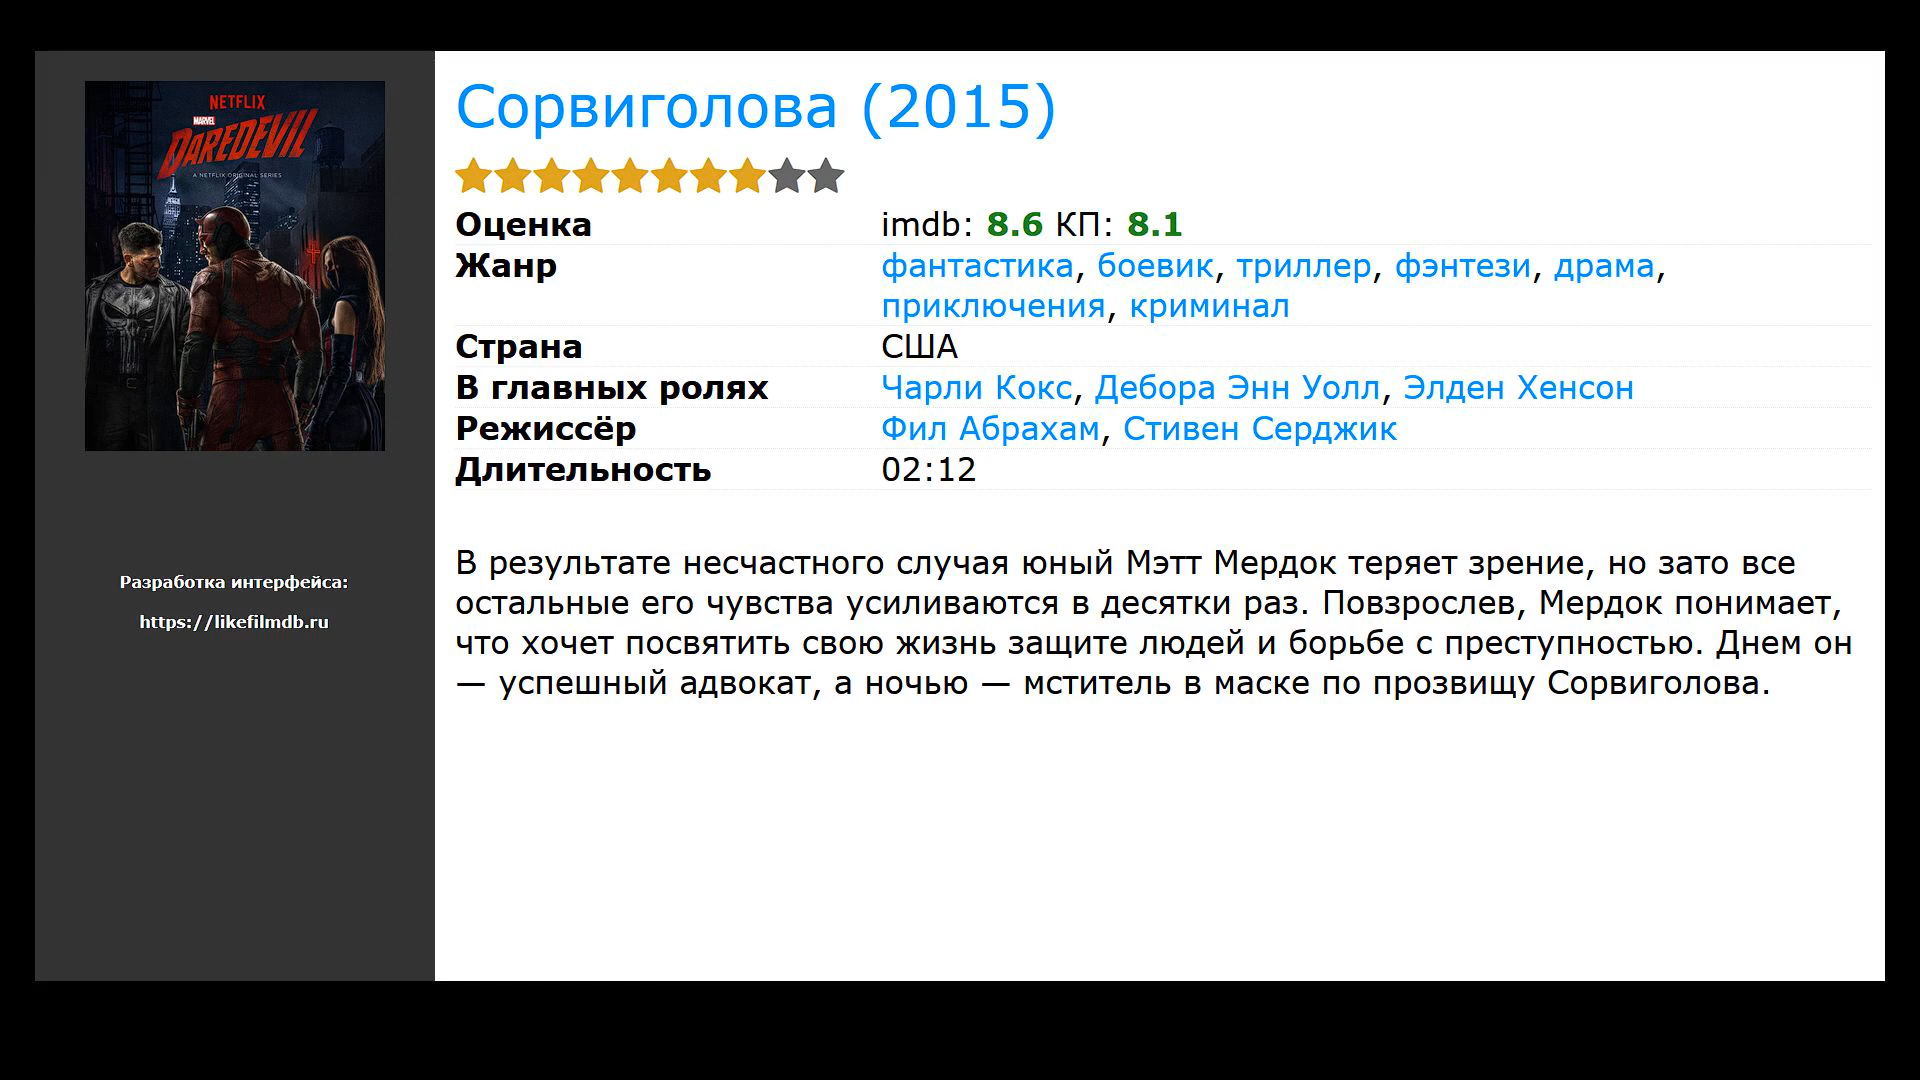 NETFLIX
MARVEL
DAREDEVIL
A NETFLIX ORIGINAL SERIES
Разработка интерфейса:
https://likefilmdb.ru
Сорвиголова (2015)
Оценка imdb: 8.6 КП: 8.1
Жанр фантастика, боевик, триллер, фэнтези, драма,
приключения, криминал
Страна США
В главных ролях Чарли Кокс, Дебора Энн Уолл, Элден Хенсон
Режиссёр Фил Абрахам, Стивен Серджик
Длительность 02:12
В результате несчастного случая юный Мэтт Мердок теряет зрение, но зато все
остальные его чувства усиливаются в десятки раз. Повзрослев, Мердок понимает,
что хочет посвятить свою жизнь защите людей и борьбе с преступностью. Днем он
— успешный адвокат, а ночью — мститель в маске по прозвищу Сорвиголова.